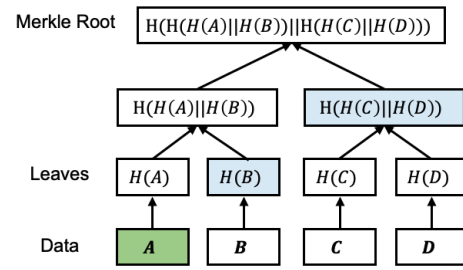 Merkle Root H(H(H(A)||H(B))||H(H(C)||H(D)))
H(H(A)||H(B)) H(H(C)||H(D))
Leaves H(A) H(B) H(C) H(D)
Data A B C D